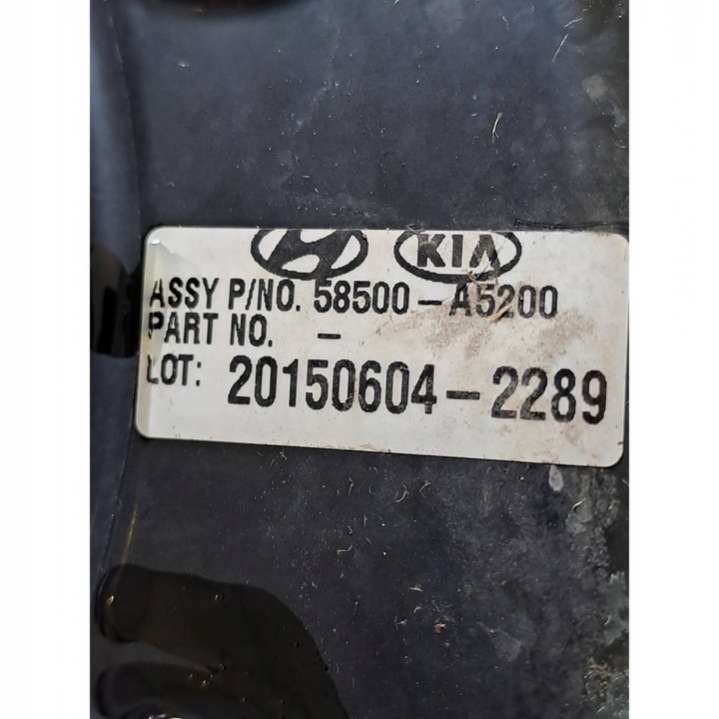 KIA
ASSY P/NO. 58500-A5200
PART NO. -
LOT: 20150604-2289